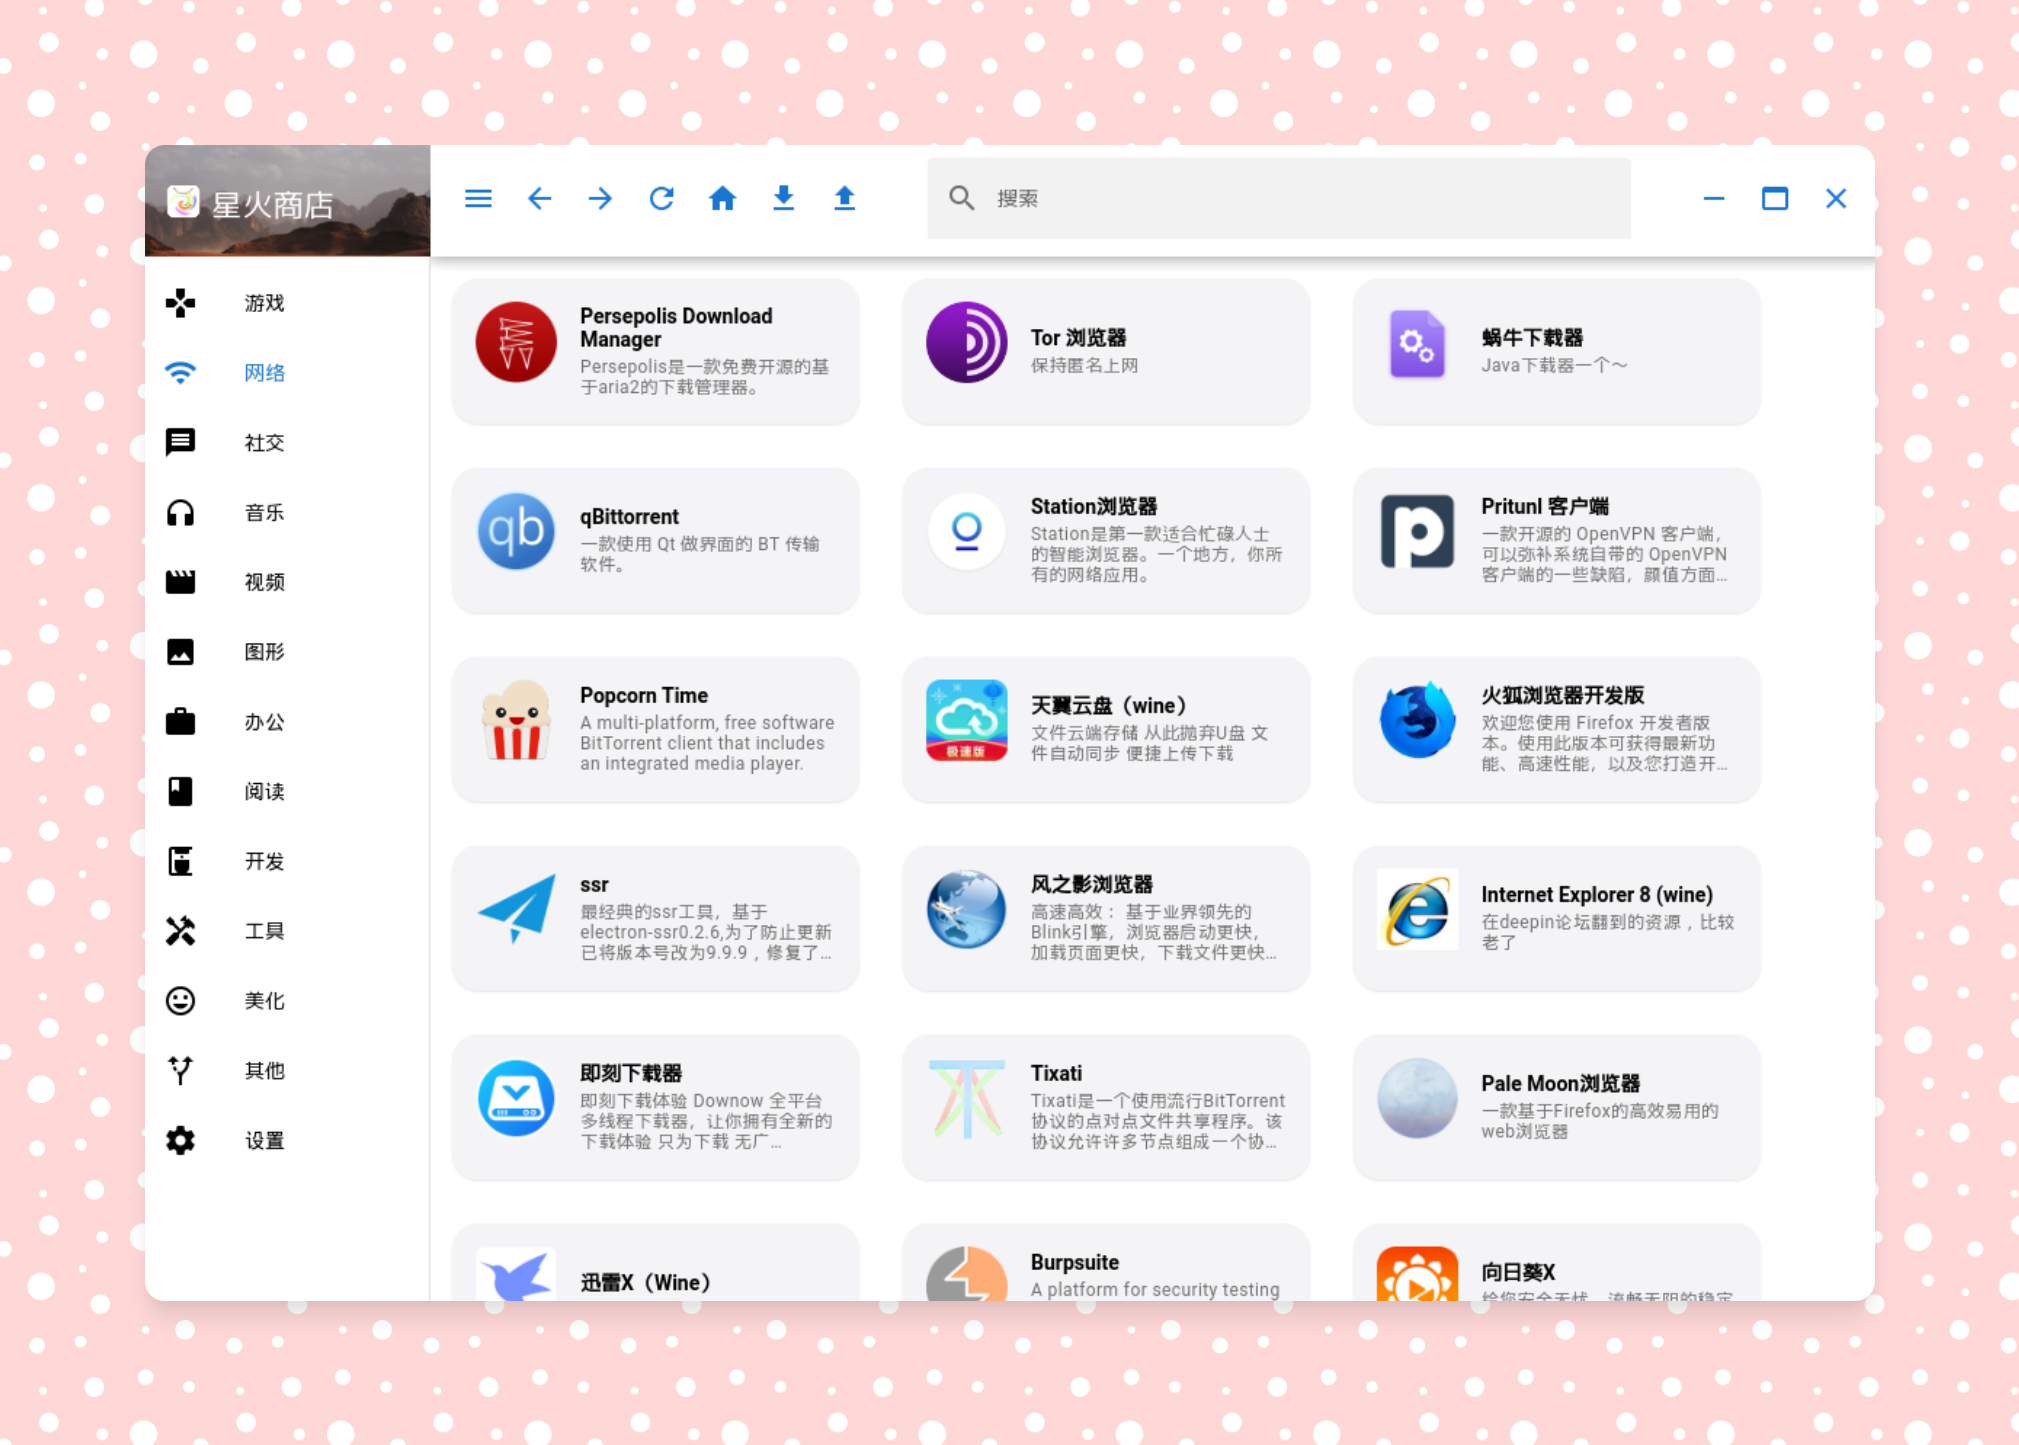 星火商店
搜索
游戏
网络
社交
音乐
视频
图形
办公
阅读
开发
工具
美化
其他
设置
Persepolis Download
Manager
Persepolis是一款免费开源的基
于aria2的下载管理器。
Tor 浏览器
保持匿名上网
蜗牛下载器
Java下载器一个～
qBittorrent
一款使用 Qt 做界面的 BT 传输
软件。
Station浏览器
Station是第一款适合忙碌人士
的智能浏览器。一个地方，你所
有的网络应用。
Pritunl 客户端
一款开源的 OpenVPN 客户端，
可以弥补系统自带的 OpenVPN
客户端的一些缺陷，颜值方面...
Popcorn Time
A multi-platform, free software
BitTorrent client that includes
an integrated media player.
极速版
天翼云盘（wine）
文件云端存储 从此抛弃U盘 文
件自动同步 便捷上传下载
火狐浏览器开发版
欢迎您使用 Firefox 开发者版
本。使用此版本可获得最新功
能、高速性能，以及您打造开...
ssr
最经典的ssr工具，基于
electron-ssr0.2.6,为了防止更新
已将版本号改为9.9.9，修复了...
风之影浏览器
高速高效：基于业界领先的
Blink引擎，浏览器启动更快，
加载页面更快，下载文件更快...
Internet Explorer 8 (wine)
在deepin论坛翻到的资源，比较
老了
即刻下载器
即刻下载体验 Downow 全平台
多线程下载器，让你拥有全新的
下载体验 只为下载 无广...
Tixati
Tixati是一个使用流行BitTorrent
协议的点对点文件共享程序。该
协议允许许多节点组成一个协...
Pale Moon浏览器
一款基于Firefox的高效易用的
web浏览器
迅雷X（Wine）
Burpsuite
A platform for security testing
向日葵X
给您安全无忧、流畅无阻的稳定